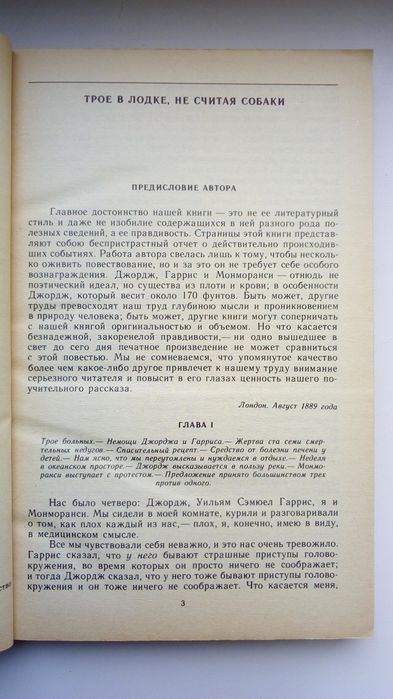 ТРОЕ В ЛОДКЕ, НЕ СЧИТАЯ СОБАКИ
ПРЕДИСЛОВИЕ АВТОРА
Главное достоинство нашей книги — это не ее литературный
стиль и даже не изобилие содержащихся в ней разного рода по-
лезных сведений, а ее правдивость. Страницы этой книги представ-
ляют собою беспристрастный отчет о действительно происходив-
ших событиях. Работа автора свелась лишь к тому, чтобы несколь-
ко оживить повествование, но и за это он не требует себе особого
вознаграждения. Джордж, Гаррис и Монморанси — отнюдь не
поэтический идеал, но существа из плоти и крови; в особенности
Джордж, который весит около 170 фунтов. Быть может, другие
труды превосходят наш труд глубиною мысли и проникновением
в природу человека; быть может, другие книги могут соперничать
с нашей книгой оригинальностью и объемом. Но что касается
безнадежной, закоренелой правдивости,— ни одно вышедшее в
свет до сего дня печатное произведение не может сравниться
с этой повестью. Мы не сомневаемся, что упомянутое качество
более чем какое-либо другое привлечет к нашему труду внимание
серьезного читателя и повысит в его глазах ценность нашего по-
учительного рассказа.
Лондон. Август 1889 года
ГЛАВА I
Трое больных.— Немощи Джорджа и Гарриса.— Жертва ста семи смер-
тельных недугов.— Спасительный рецепт.— Средство от болезни печени у
детей.— Нам ясно, что мы переутомлены и нуждаемся в отдыхе.— Неделя
в океанском просторе.— Джордж высказывается в пользу реки.— Монмо-
ранси выступает с протестом.— Предложение принято большинством трех
против одного.
Нас было четверо: Джордж, Уильям Сэмюел Гаррис, я и
Монморанси. Мы сидели в моей комнате, курили и разговаривали
о том, как плох каждый из нас,— плох, я, конечно, имею в виду,
в медицинском смысле.
Все мы чувствовали себя неважно, и это нас очень тревожило.
Гаррис сказал, что у него бывают страшные приступы голово-
кружения, во время которых он просто ничего не соображает;
и тогда Джордж сказал, что у него тоже бывают приступы голово-
кружения и он тоже ничего не соображает. Что касается меня,
3